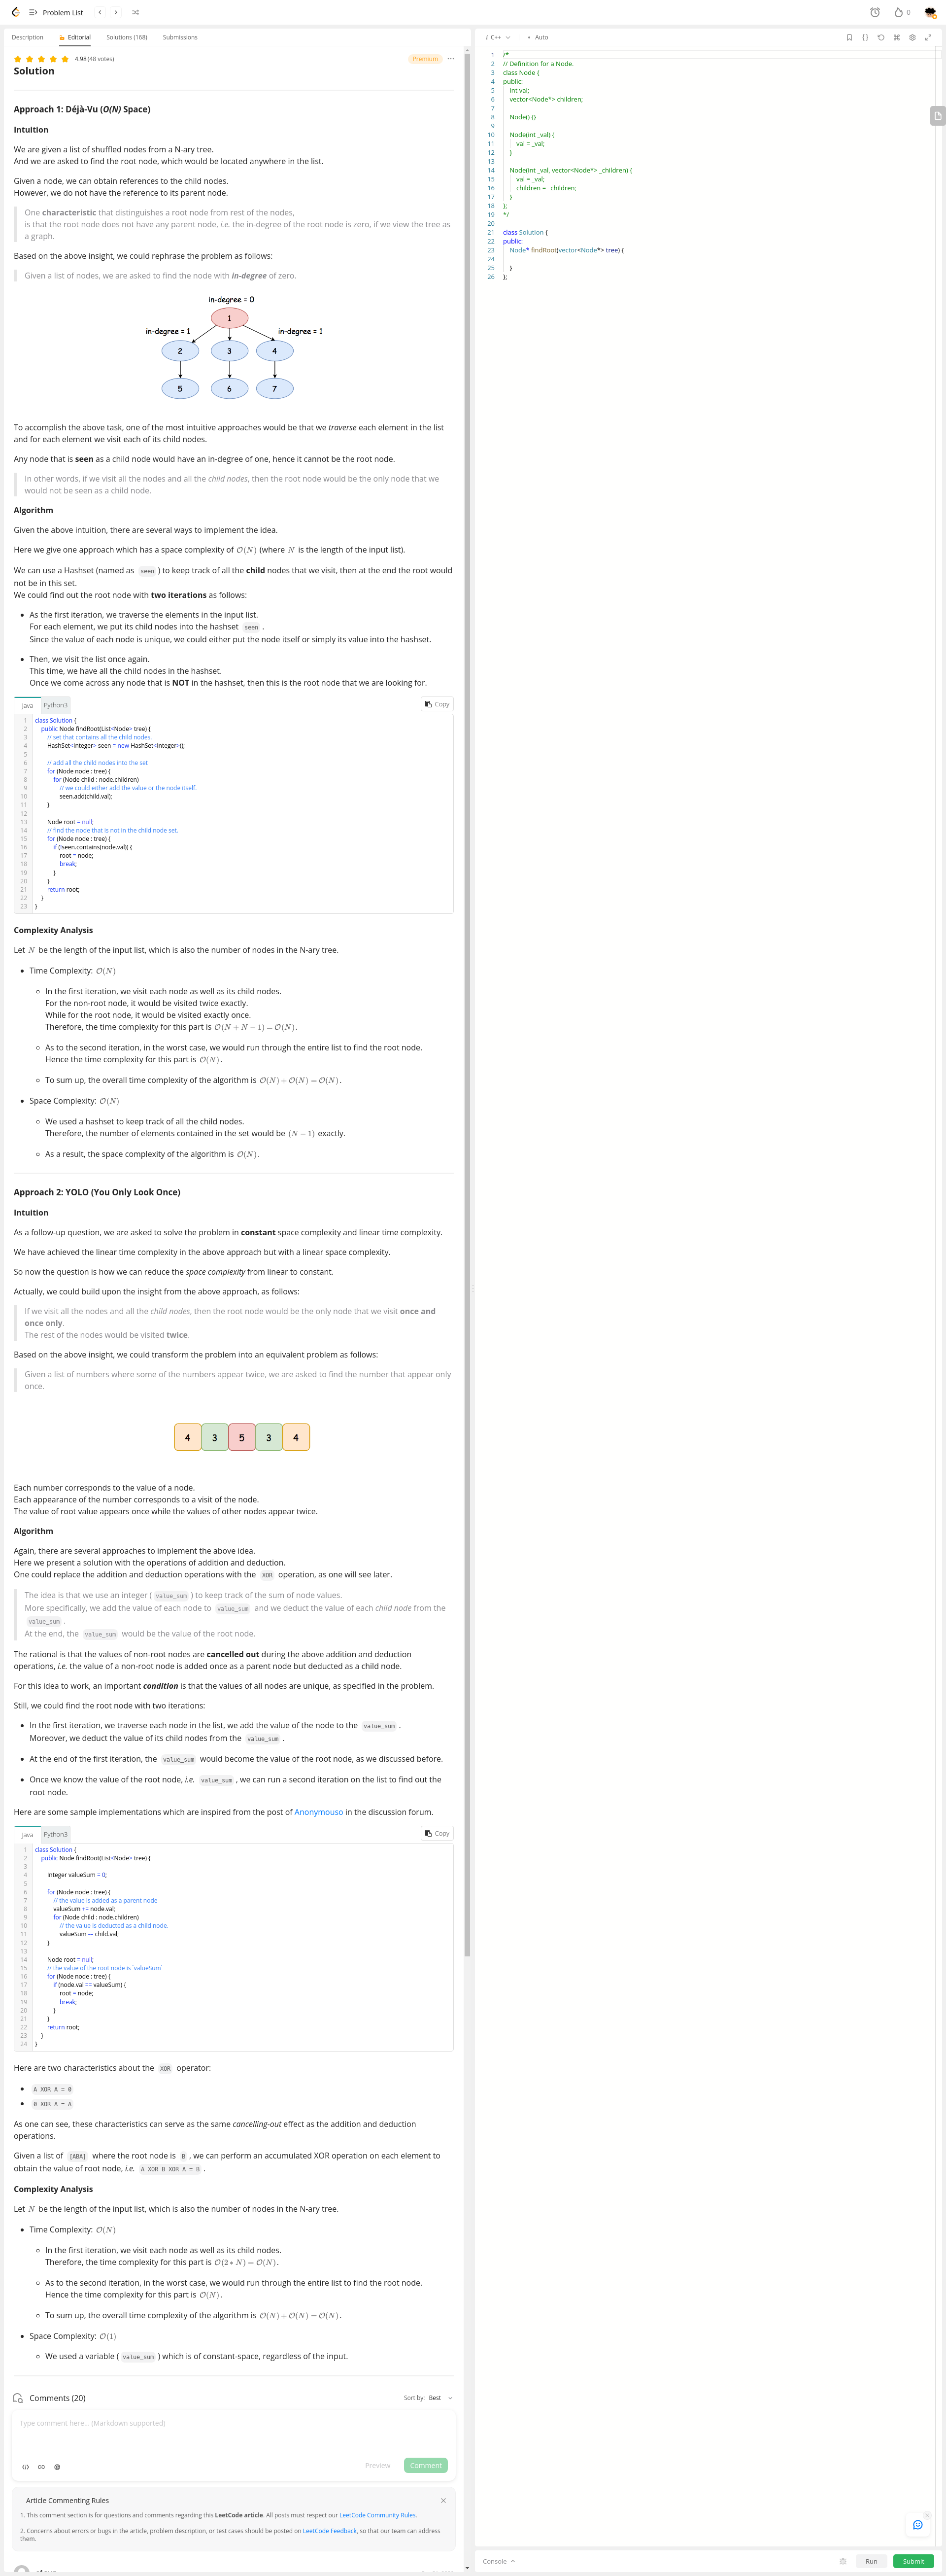 Problem List
0
Description
Editorial
Solutions (168)
Submissions
4.98 (48 votes)
Premium
Solution
Approach 1: Déjà-Vu (O(N) Space)
Intuition
We are given a list of shuffled nodes from a N-ary tree.
And we are asked to find the root node, which would be located anywhere in the list.
Given a node, we can obtain references to the child nodes.
However, we do not have the reference to its parent node.
One characteristic that distinguishes a root node from rest of the nodes,
is that the root node does not have any parent node, i.e. the in-degree of the root node is zero, if we view the tree as
a graph.
Based on the above insight, we could rephrase the problem as follows:
Given a list of nodes, we are asked to find the node with in-degree of zero.
in-degree = 0
1
in-degree = 1
in-degree = 1
2
3
4
5
6
7
To accomplish the above task, one of the most intuitive approaches would be that we traverse each element in the list
and for each element we visit each of its child nodes.
Any node that is seen as a child node would have an in-degree of one, hence it cannot be the root node.
In other words, if we visit all the nodes and all the child nodes, then the root node would be the only node that we
would not be seen as a child node.
Algorithm
Given the above intuition, there are several ways to implement the idea.
Here we give one approach which has a space complexity of O(N) (where N is the length of the input list).
We can use a Hashset (named as seen ) to keep track of all the child nodes that we visit, then at the end the root would
not be in this set.
We could find out the root node with two iterations as follows:
As the first iteration, we traverse the elements in the input list.
For each element, we put its child nodes into the hashset seen .
Since the value of each node is unique, we could either put the node itself or simply its value into the hashset.
Then, we visit the list once again.
This time, we have all the child nodes in the hashset.
Once we come across any node that is NOT in the hashset, then this is the root node that we are looking for.
Java
Python3
Copy
1 class Solution {
2 public Node findRoot(List<Node> tree) {
3 // set that contains all the child nodes.
4 HashSet<Integer> seen = new HashSet<Integer>();
5
6 // add all the child nodes into the set
7 for (Node node : tree) {
8 for (Node child : node.children)
9 // we could either add the value or the node itself.
10 seen.add(child.val);
11 }
12
13 Node root = null;
14 // find the node that is not in the child node set.
15 for (Node node : tree) {
16 if (!seen.contains(node.val)) {
17 root = node;
18 break;
19 }
20 }
21 return root;
22 }
23 }
Complexity Analysis
Let N be the length of the input list, which is also the number of nodes in the N-ary tree.
Time Complexity: O(N)
In the first iteration, we visit each node as well as its child nodes.
For the non-root node, it would be visited twice exactly.
While for the root node, it would be visited exactly once.
Therefore, the time complexity for this part is O(N + N − 1) = O(N).
As to the second iteration, in the worst case, we would run through the entire list to find the root node.
Hence the time complexity for this part is O(N).
To sum up, the overall time complexity of the algorithm is O(N) + O(N) = O(N).
Space Complexity: O(N)
We used a hashset to keep track of all the child nodes.
Therefore, the number of elements contained in the set would be (N − 1) exactly.
As a result, the space complexity of the algorithm is O(N).
Approach 2: YOLO (You Only Look Once)
Intuition
As a follow-up question, we are asked to solve the problem in constant space complexity and linear time complexity.
We have achieved the linear time complexity in the above approach but with a linear space complexity.
So now the question is how we can reduce the space complexity from linear to constant.
Actually, we could build upon the insight from the above approach, as follows:
If we visit all the nodes and all the child nodes, then the root node would be the only node that we visit once and
once only.
The rest of the nodes would be visited twice.
Based on the above insight, we could transform the problem into an equivalent problem as follows:
Given a list of numbers where some of the numbers appear twice, we are asked to find the number that appear only
once.
4 3 5 3 4
Each number corresponds to the value of a node.
Each appearance of the number corresponds to a visit of the node.
The value of root value appears once while the values of other nodes appear twice.
Algorithm
Again, there are several approaches to implement the above idea.
Here we present a solution with the operations of addition and deduction.
One could replace the addition and deduction operations with the XOR operation, as one will see later.
The idea is that we use an integer ( value_sum ) to keep track of the sum of node values.
More specifically, we add the value of each node to value_sum and we deduct the value of each child node from the
value_sum .
At the end, the value_sum would be the value of the root node.
The rational is that the values of non-root nodes are cancelled out during the above addition and deduction
operations, i.e. the value of a non-root node is added once as a parent node but deducted as a child node.
For this idea to work, an important condition is that the values of all nodes are unique, as specified in the problem.
Still, we could find the root node with two iterations:
In the first iteration, we traverse each node in the list, we add the value of the node to the value_sum .
Moreover, we deduct the value of its child nodes from the value_sum .
At the end of the first iteration, the value_sum would become the value of the root node, as we discussed before.
Once we know the value of the root node, i.e. value_sum , we can run a second iteration on the list to find out the
root node.
Here are some sample implementations which are inspired from the post of Anonymouso in the discussion forum.
Java
Python3
Copy
1 class Solution {
2 public Node findRoot(List<Node> tree) {
3
4 Integer valueSum = 0;
5
6 for (Node node : tree) {
7 // the value is added as a parent node
8 valueSum += node.val;
9 for (Node child : node.children)
10 // the value is deducted as a child node.
11 valueSum -= child.val;
12 }
13
14 Node root = null;
15 // the value of the root node is `valueSum`
16 for (Node node : tree) {
17 if (node.val == valueSum) {
18 root = node;
19 break;
20 }
21 }
22 return root;
23 }
24 }
Here are two characteristics about the XOR operator:
A XOR A = 0
0 XOR A = A
As one can see, these characteristics can serve as the same cancelling-out effect as the addition and deduction
operations.
Given a list of [ABA] where the root node is B , we can perform an accumulated XOR operation on each element to
obtain the value of root node, i.e. A XOR B XOR A = B .
Complexity Analysis
Let N be the length of the input list, which is also the number of nodes in the N-ary tree.
Time Complexity: O(N)
In the first iteration, we visit each node as well as its child nodes.
Therefore, the time complexity for this part is O(2 ∗ N) = O(N).
As to the second iteration, in the worst case, we would run through the entire list to find the root node.
Hence the time complexity for this part is O(N).
To sum up, the overall time complexity of the algorithm is O(N) + O(N) = O(N).
Space Complexity: O(1)
We used a variable ( value_sum ) which is of constant-space, regardless of the input.
Comments (20)
Sort by: Best
Type comment here... (Markdown supported)
Preview
Comment
Article Commenting Rules
1. This comment section is for questions and comments regarding this LeetCode article. All posts must respect our LeetCode Community Rules.
2. Concerns about errors or bugs in the article, problem description, or test cases should be posted on LeetCode Feedback, so that our team can address
them.
i C++
Auto
1 /*
2 // Definition for a Node.
3 class Node {
4 public:
5 int val;
6 vector<Node*> children;
7
8 Node() {}
9
10 Node(int _val) {
11 val = _val;
12 }
13
14 Node(int _val, vector<Node*> _children) {
15 val = _val;
16 children = _children;
17 }
18 };
19 */
20
21 class Solution {
22 public:
23 Node* findRoot(vector<Node*> tree) {
24
25 }
26 };
Console
Run
Submit